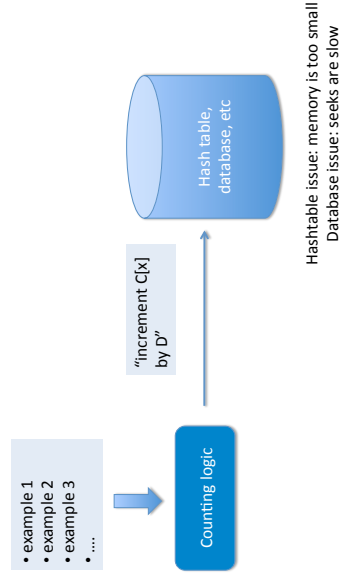 • example 1
• example 2
• example 3
• ....
Counting logic
“increment C[x]
by D”
Hash table,
database, etc
Hashtable issue: memory is too small
Database issue: seeks are slow